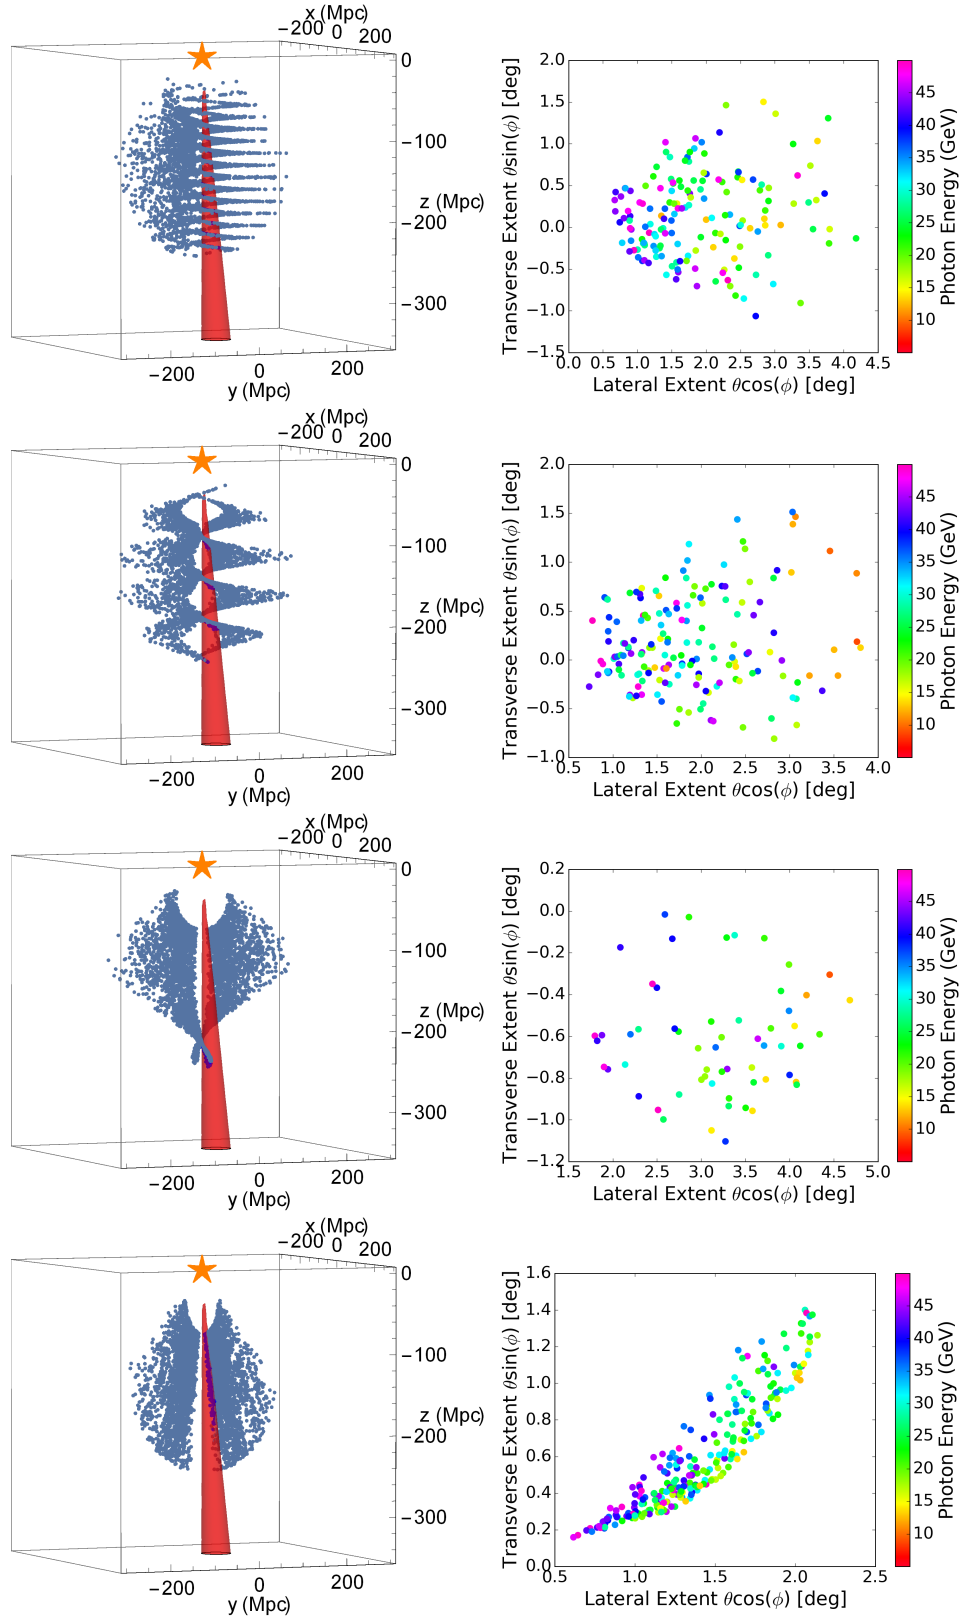 x (Mpc)
−200 0 200
0
−100
z (Mpc)
−200
−300
−200 0 200
y (Mpc)
2.0
1.5
1.0
0.5
0.0
−0.5
−1.0
−1.5
0.0 0.5 1.0 1.5 2.0 2.5 3.0 3.5 4.0 4.5
Transverse Extent θsin(ϕ) [deg]
Lateral Extent θcos(ϕ) [deg]
45
40
35
30
25
20
15
10
Photon Energy (GeV)
x (Mpc)
−200 0 200
0
−100
z (Mpc)
−200
−300
−200 0 200
y (Mpc)
2.0
1.5
1.0
0.5
0.0
−0.5
−1.0
0.5 1.0 1.5 2.0 2.5 3.0 3.5 4.0
Transverse Extent θsin(ϕ) [deg]
Lateral Extent θcos(ϕ) [deg]
45
40
35
30
25
20
15
10
Photon Energy (GeV)
x (Mpc)
−200 0 200
0
−100
z (Mpc)
−200
−300
−200 0 200
y (Mpc)
0.2
0.0
−0.2
−0.4
−0.6
−0.8
−1.0
−1.2
1.5 2.0 2.5 3.0 3.5 4.0 4.5 5.0
Transverse Extent θsin(ϕ) [deg]
Lateral Extent θcos(ϕ) [deg]
45
40
35
30
25
20
15
10
Photon Energy (GeV)
x (Mpc)
−200 0 200
0
−100
z (Mpc)
−200
−300
−200 0 200
y (Mpc)
1.6
1.4
1.2
1.0
0.8
0.6
0.4
0.2
0.0
0.5 1.0 1.5 2.0 2.5
Transverse Extent θsin(ϕ) [deg]
Lateral Extent θcos(ϕ) [deg]
45
40
35
30
25
20
15
10
Photon Energy (GeV)